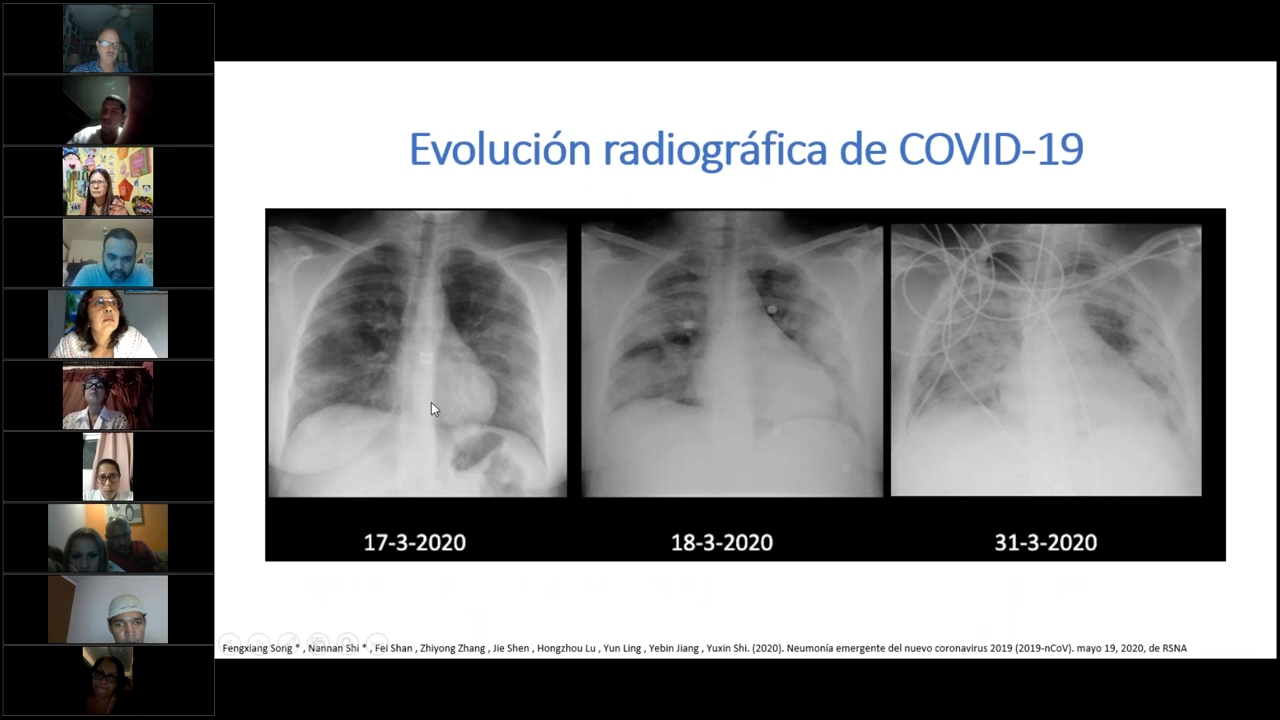 Evolución radiográfica de COVID-19
17-3-2020
18-3-2020
31-3-2020
Fengxiang Song * , Nannan Shi * , Fei Shan , Zhiyong Zhang , Jie Shen , Hongzhou Lu , Yun Ling , Yebin Jiang , Yuxin Shi. (2020). Neumonía emergente del nuevo coronavirus 2019 (2019-nCoV). mayo 19, 2020, de RSNA